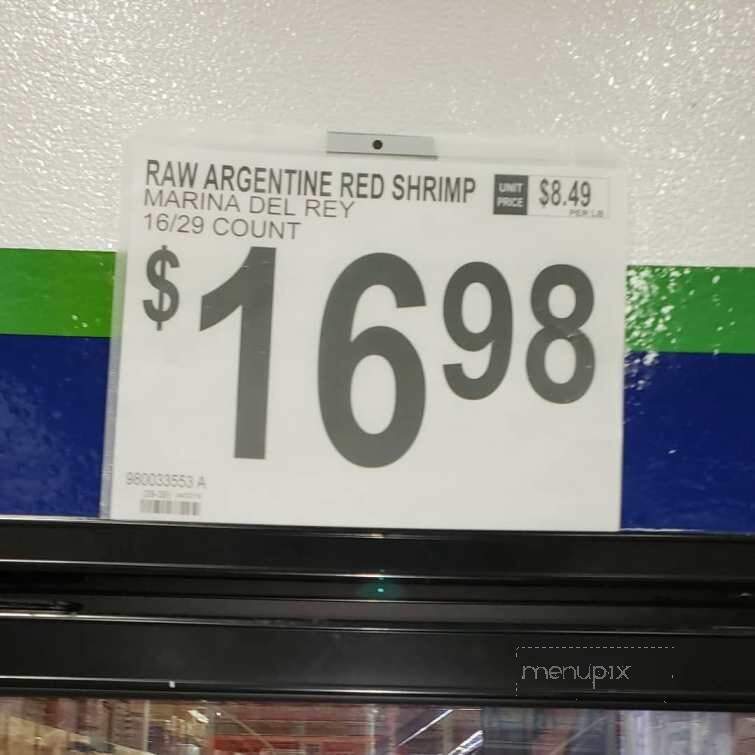 RAW ARGENTINE RED SHRIMP
MARINA DEL REY
16/29 COUNT
UNIT PRICE $8.49 PER LB
$16 98
980033553 A
menupix